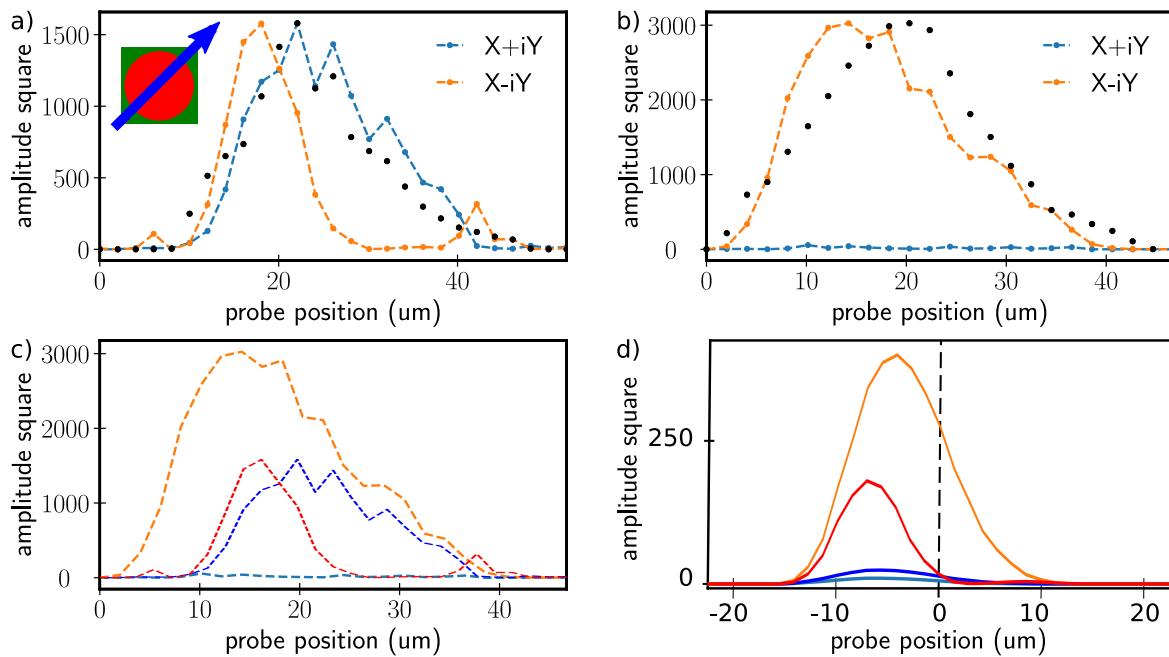 a)
1500
1000
500
0
amplitude square
X+iY
X-iY
0
20
40
probe position (um)
b)
3000
2000
1000
0
amplitude square
X+iY
X-iY
0
10
20
30
40
probe position (um)
c)
3000
2000
1000
0
amplitude square
0
10
20
30
40
probe position (um)
d)
250
0
amplitude square
-20
-10
0
10
20
probe position (um)